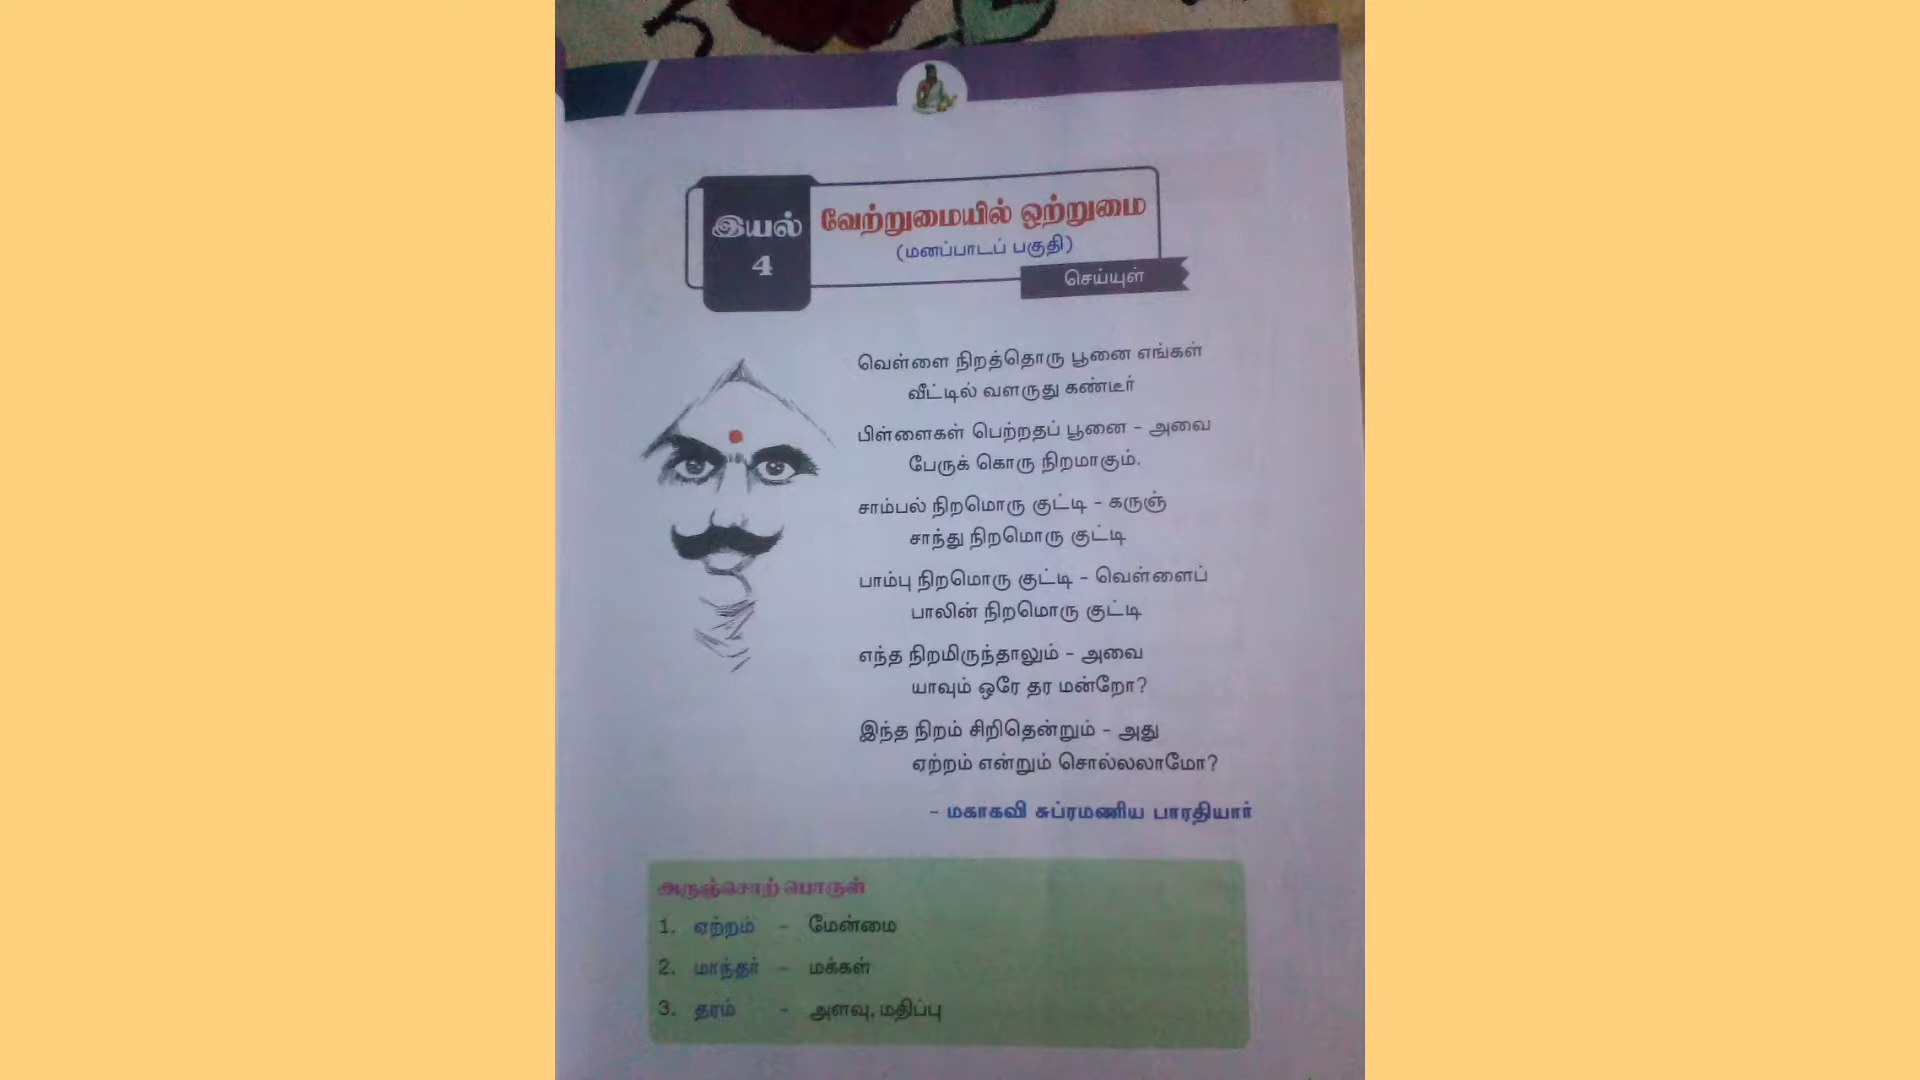 இயல்
4
வேற்றுமையில் ஒற்றுமை
(மனப்பாடப் பகுதி)
செய்யுள்
வெள்ளை நிறத்தொரு பூனை எங்கள்
வீட்டில் வளருது கண்டீர்
பிள்ளைகள் பெற்றதப் பூனை - அவை
பேருக் கொரு நிறமாகும்.
சாம்பல் நிறமொரு குட்டி - கருஞ்
சாந்து நிறமொரு குட்டி
பாம்பு நிறமொரு குட்டி - வெள்ளைப்
பாலின் நிறமொரு குட்டி
எந்த நிறமிருந்தாலும் - அவை
யாவும் ஒரே தர மன்றோ?
இந்த நிறம் சிறிதென்றும் - அது
ஏற்றம் என்றும் சொல்லலாமோ?
- மகாகவி சுப்ரமணிய பாரதியார்
அருஞ்சொற் பொருள்
1. ஏற்றம் - மேன்மை
2. மாந்தர் - மக்கள்
3. தரம் - அளவு, மதிப்பு